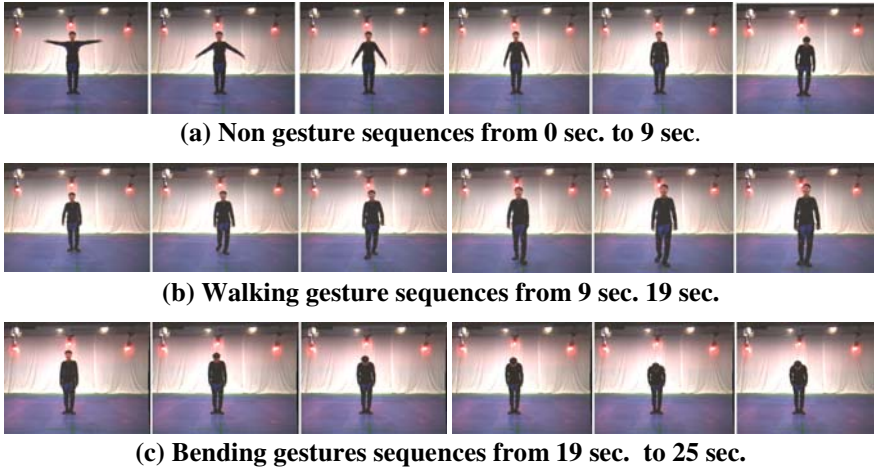 (a) Non gesture sequences from 0 sec. to 9 sec.
(b) Walking gesture sequences from 9 sec. 19 sec.
(c) Bending gestures sequences from 19 sec.  to 25 sec.